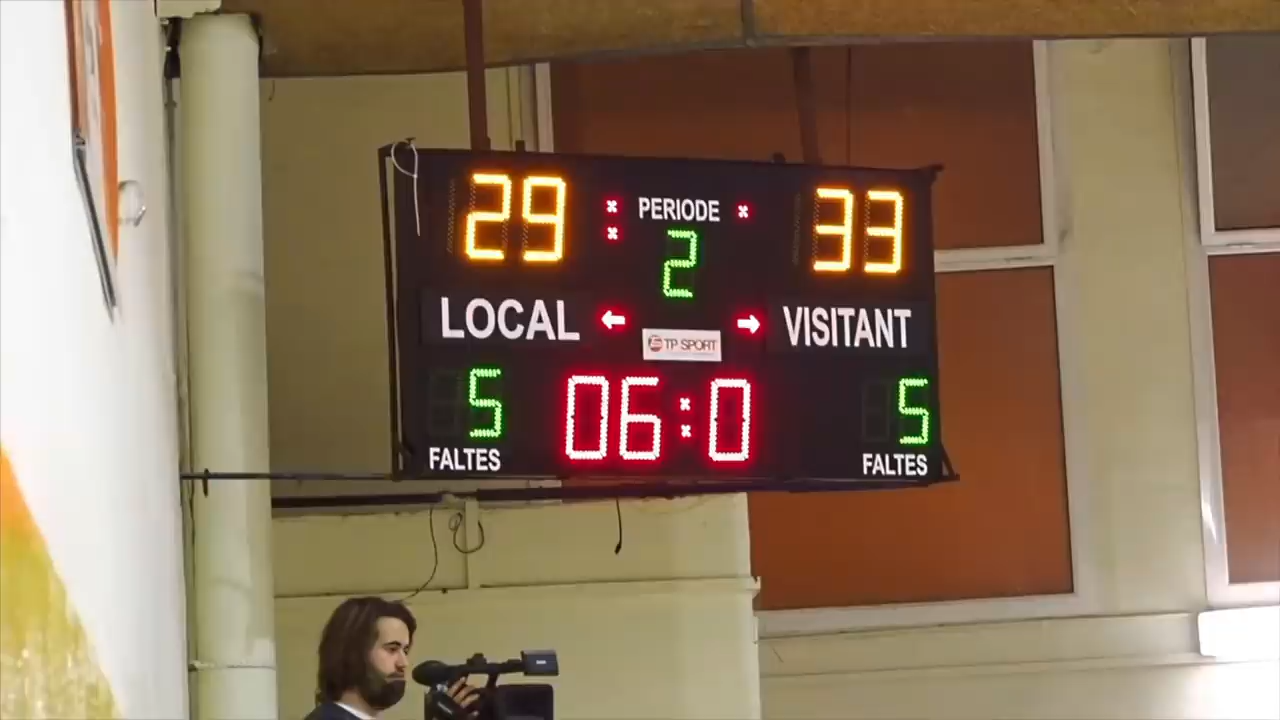 29 : PERIODE 33
2
LOCAL VISITANT
TP SPORT
5 06:0 5
FALTES FALTES